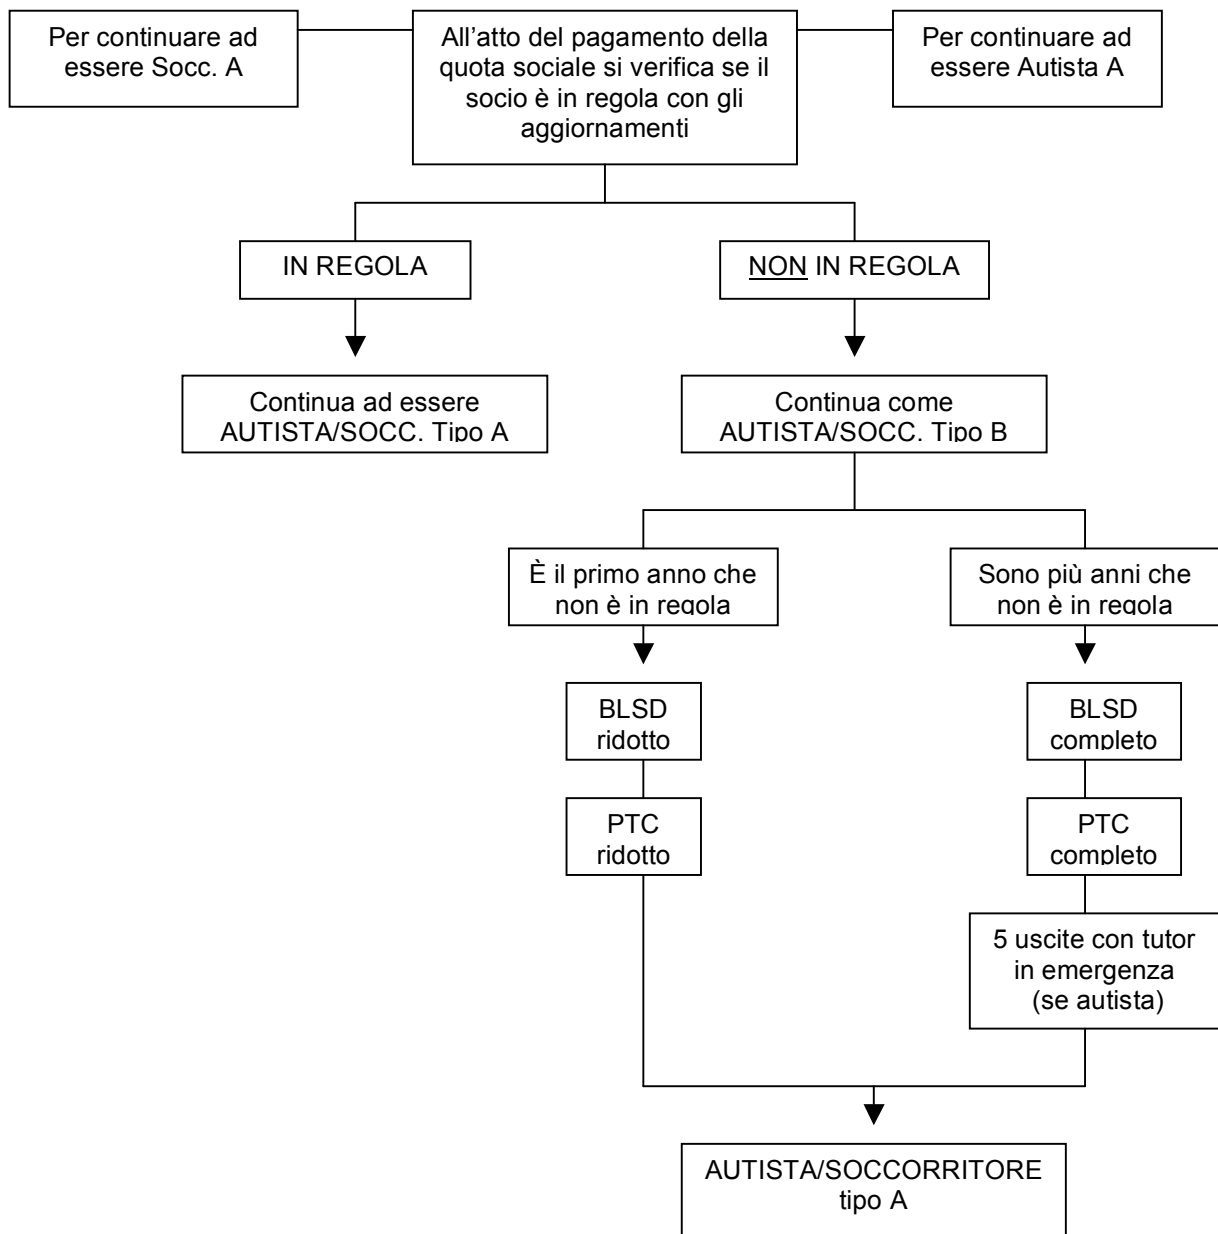 Per continuare ad
essere Socc. A
All’atto del pagamento della
quota sociale si verifica se il
socio è in regola con gli
aggiornamenti
Per continuare ad
essere Autista A
IN REGOLA
NON IN REGOLA
Continua ad essere
AUTISTA/SOCC. Tipo A
Continua come
AUTISTA/SOCC. Tipo B
È il primo anno che
non è in regola
Sono più anni che
non è in regola
BLSD
ridotto
BLSD
completo
PTC
ridotto
PTC
completo
5 uscite con tutor
in emergenza
(se autista)
AUTISTA/SOCCORRITORE
tipo A